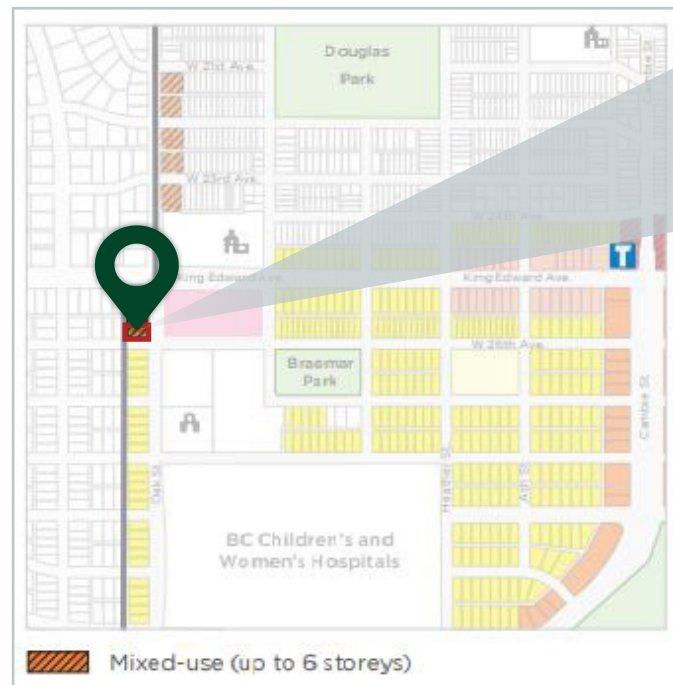 Douglas
Park
W 21st Ave.
Cambie St
W 23rd Ave.
W 24th Ave.
T
King Edward Ave.
King Edward Ave.
W 26th Ave.
Braemar
Park
Cambie St
Oak St
Heather St
Ash St
BC Children's and
Women's Hospitals
Mixed-use (up to 6 storeys)